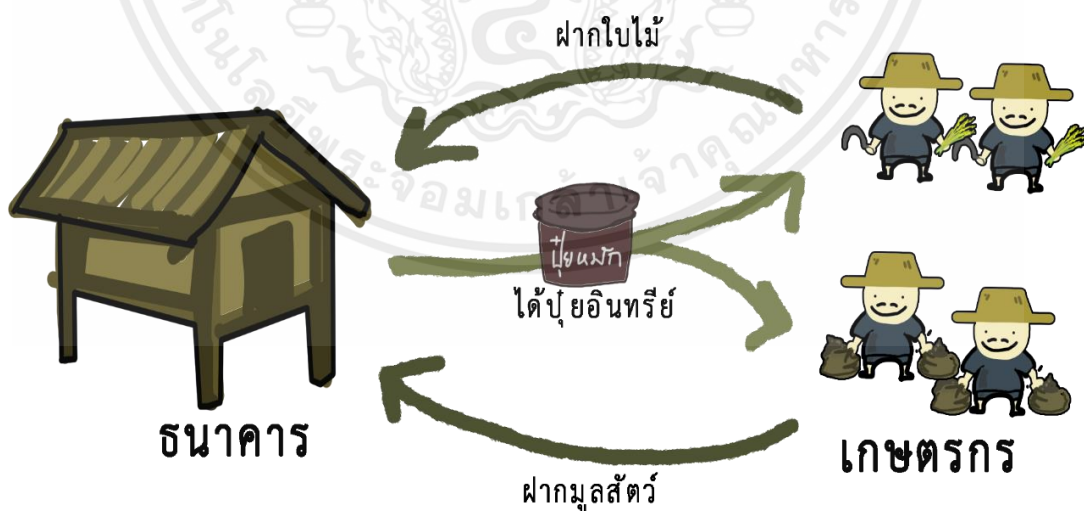 ฝากใบไม้
ปุ๋ยหมัก
ได้ปุ๋ยอินทรีย์
ธนาคาร
เกษตรกร
ฝากมูลสัตว์